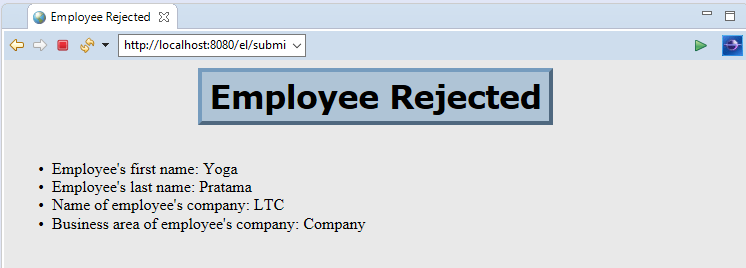 Employee Rejected
http://localhost:8080/el/submi
Employee Rejected
• Employee's first name: Yoga
• Employee's last name: Pratama
• Name of employee's company: LTC
• Business area of employee's company: Company